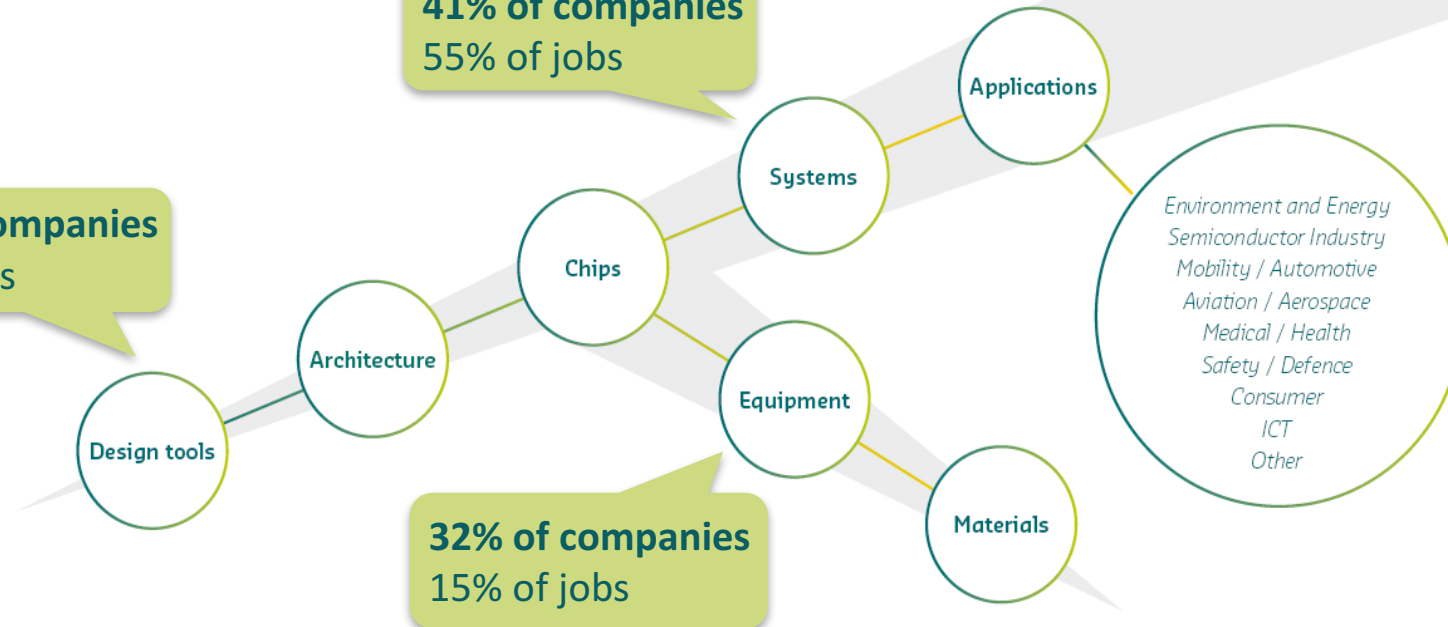 41% of companies
55% of jobs
Applications
Systems
Environment and Energy
Semiconductor Industry
Mobility / Automotive
Aviation / Aerospace
Medical / Health
Safety / Defence
Consumer
ICT
Other
Chips
Architecture
Equipment
Design tools
32% of companies
15% of jobs
Materials